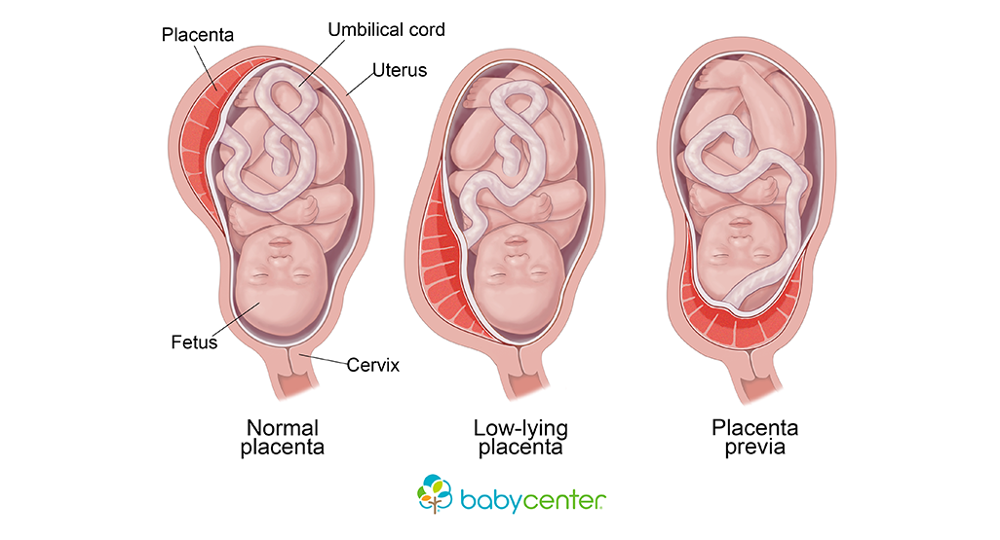 Placenta
Umbilical cord
Uterus
Fetus
Cervix
Normal
placenta
Low-lying
placenta
Placenta
previa
babycenter